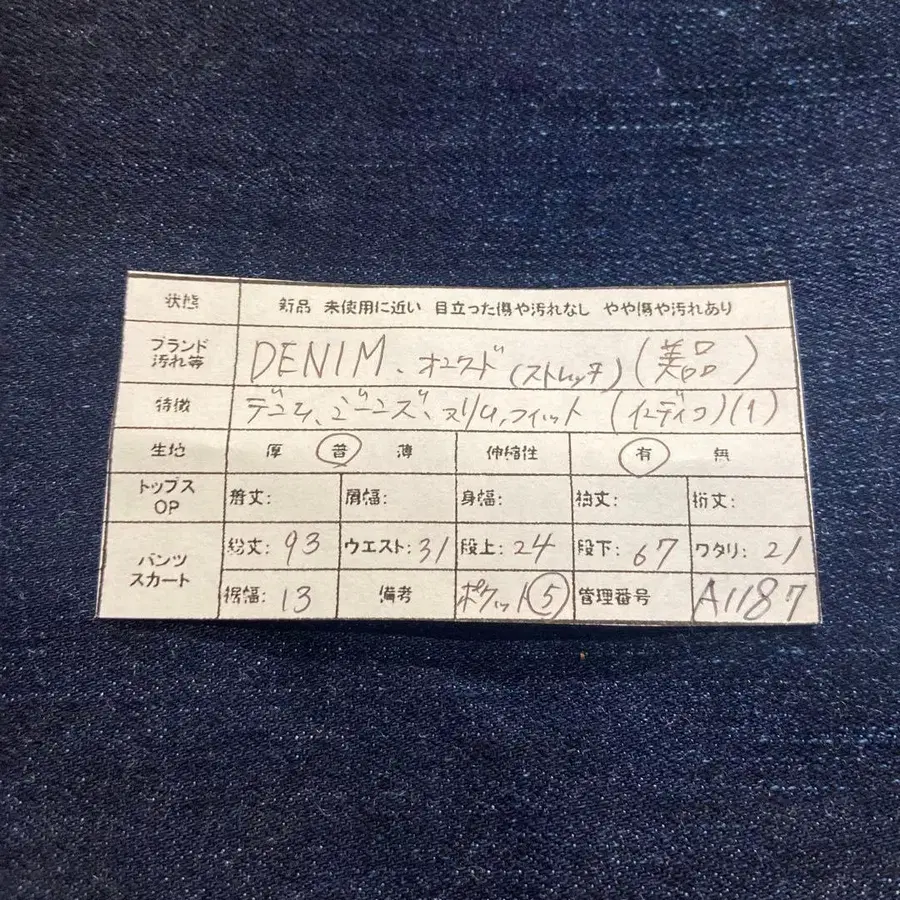 状態 新品 未使用に近い 目立った傷や汚れなし やや傷や汚れあり
ブランド 汚れ等 DENIM、 (ストレッチ) (美品)
特徴 デニム、ジーンズ、スリム、フィット (インディゴ)(1)
生地 厚 普 薄 伸縮性 有 無
トップス OP 着丈: 肩幅: 身幅: 袖丈: 裄丈:
パンツ スカート 総丈: 93 ウエスト: 31 股上: 24 股下: 67 ワタリ: 21
裾幅: 13 備考 ポケット⑤ 管理番号 A1187